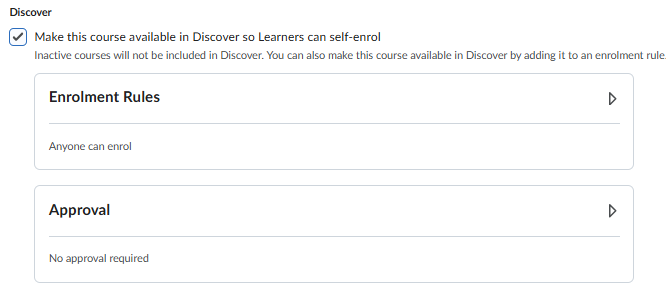 Discover
Make this course available in Discover so Learners can self-enrol
Inactive courses will not be included in Discover. You can also make this course available in Discover by adding it to an enrolment rule
Enrolment Rules
Anyone can enrol
Approval
No approval required